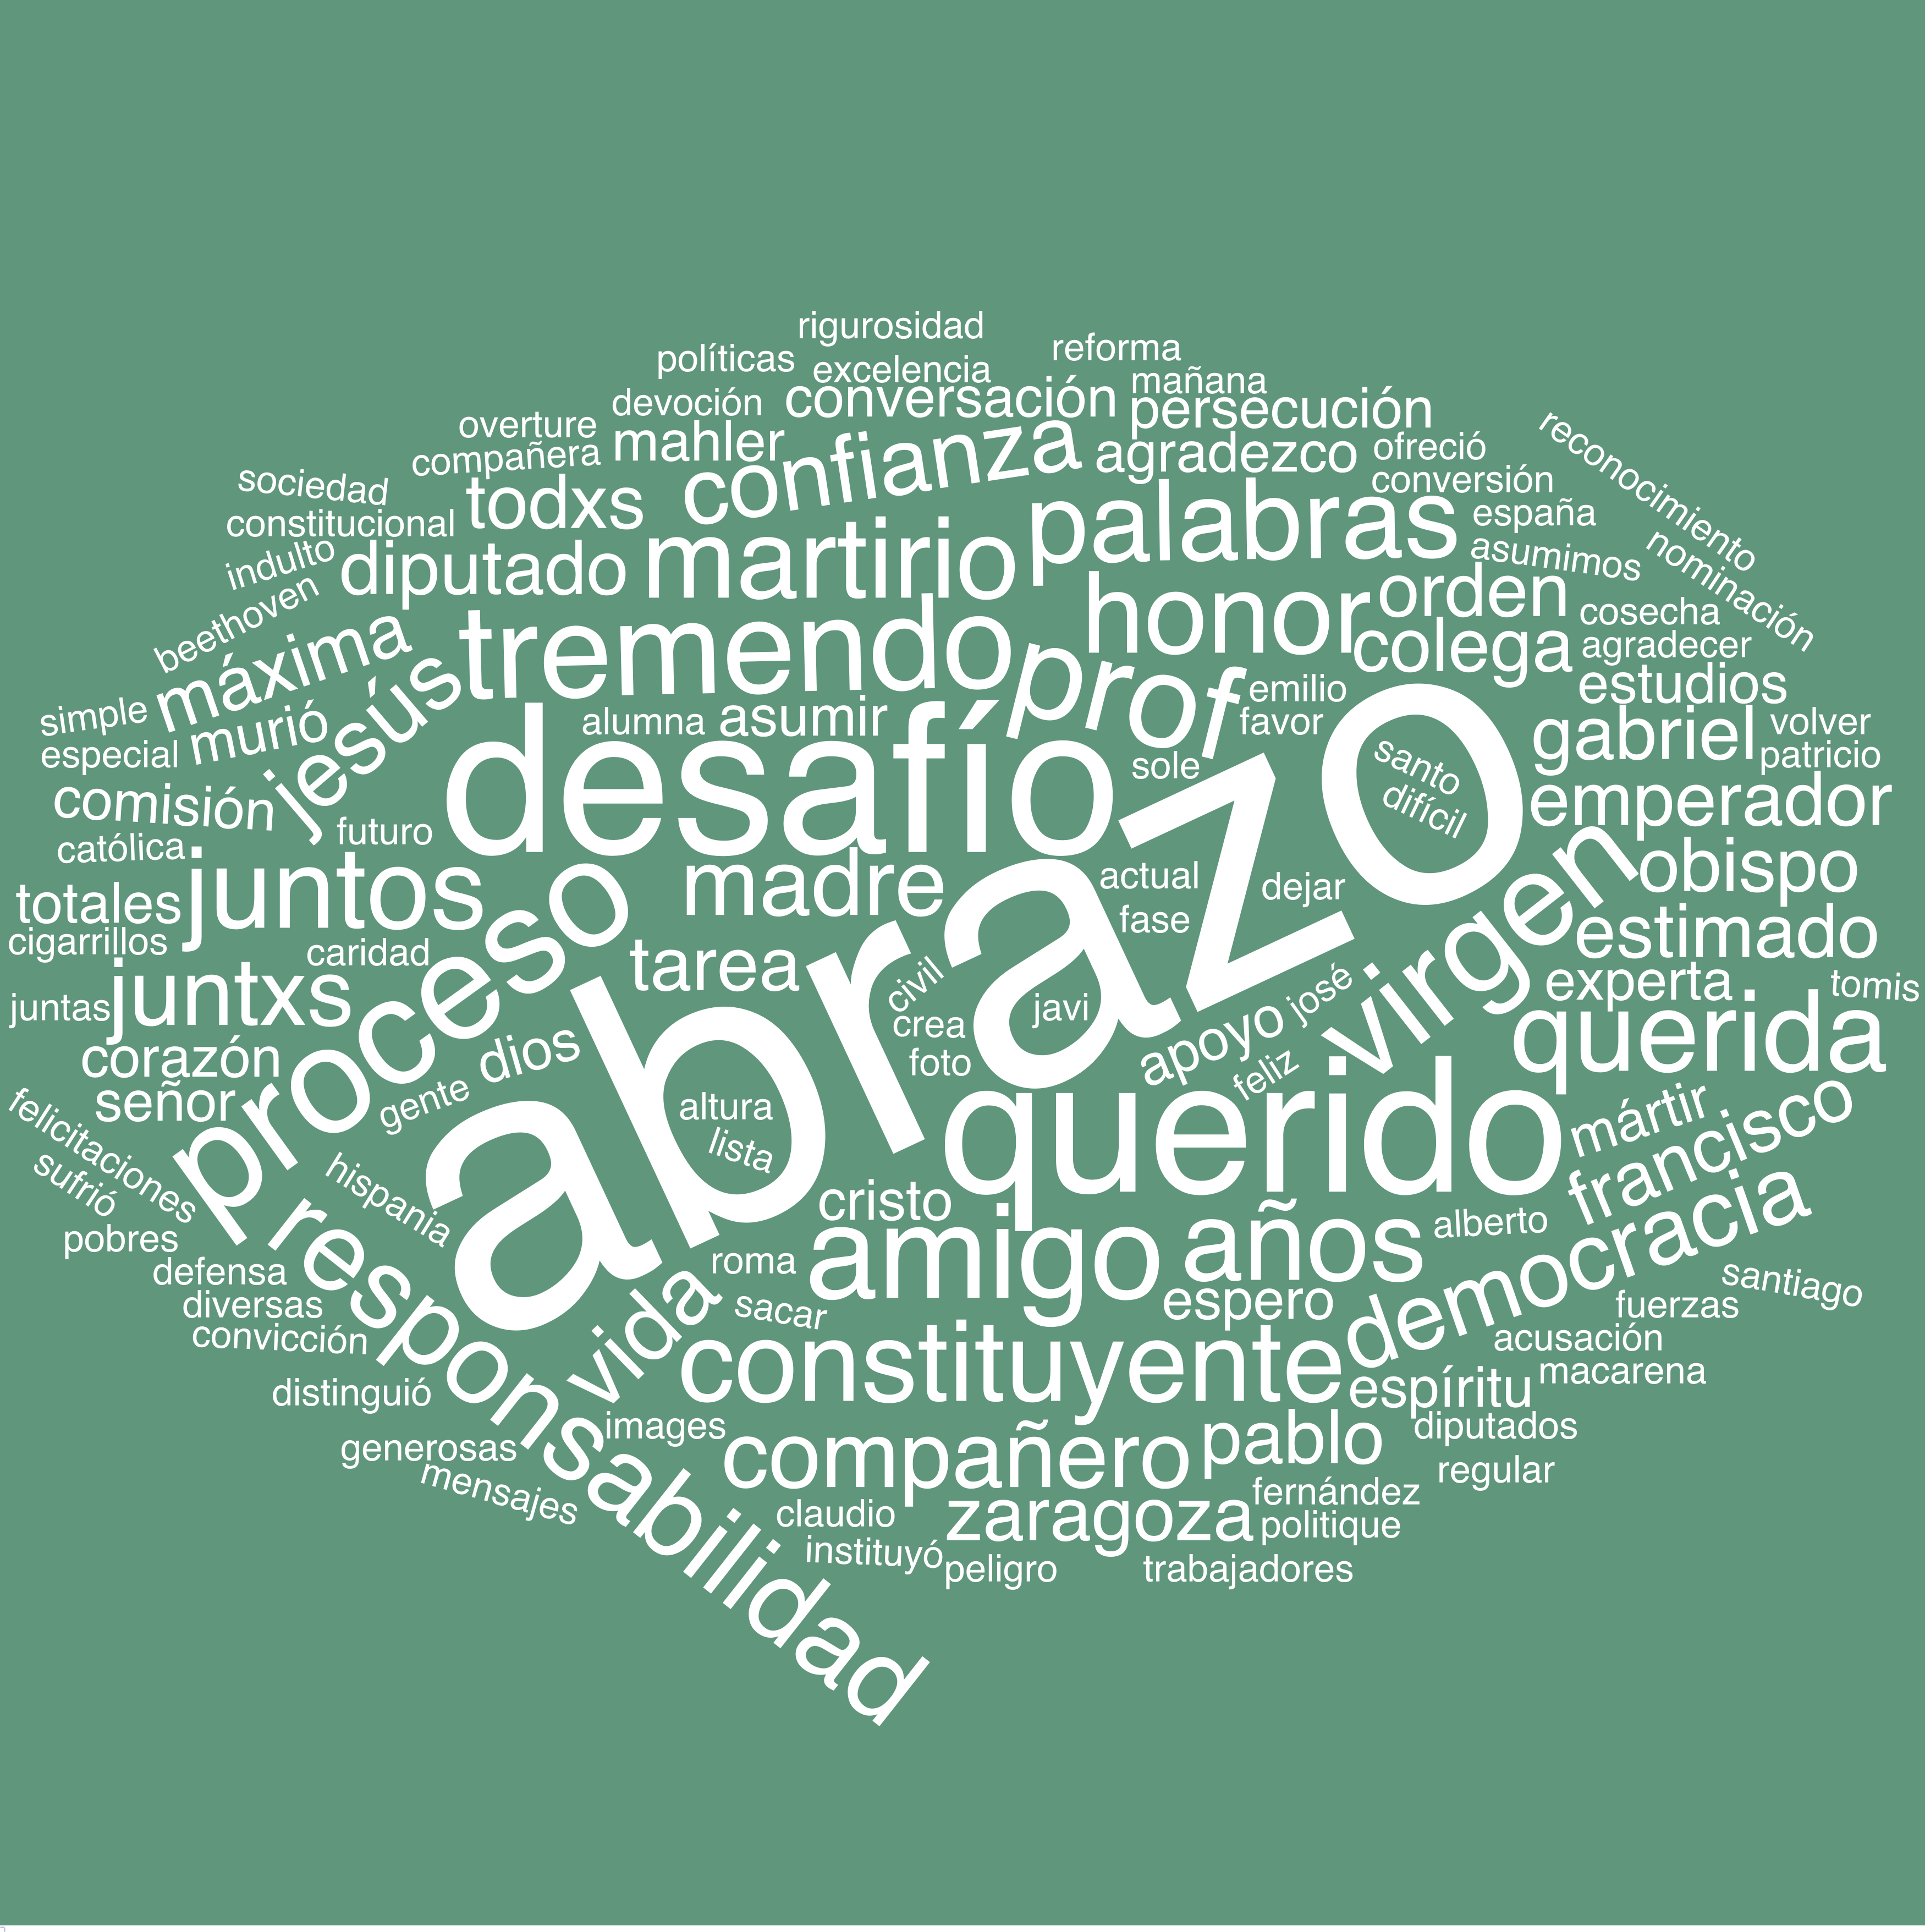 rigurosidad
políticas
excelencia
reforma
mañana
devoción
conversación
persecución
overture
compañera
mahler
confianza
agradezco
ofreció
reconocimiento
sociedad
todxs
conversión
constitucional
palabras
españa
indulto
diputado
martirio
asumimos
nominación
beethoven
honor
orden
cosecha
máxima
tremendo
colega
agradecer
jesús
prof
emilio
estudios
simple
murió
alumna
asumir
favor
gabriel
volver
especial
desafío
sole
santo
patricio
comisión
difícil
emperador
futuro
católica
juntos
madre
actual
dejar
virgen
obispo
totales
proceso
fase
estimado
cigarrillos
caridad
tarea
abrazo
civil
experta
tomis
juntas
juntxs
crea
javi
apoyo
josé
querida
corazón
dios
foto
feliz
señor
gente
altura
querido
mártir
felicitaciones
lista
francisco
sufrió
hispania
cristo
pobres
responsabilidad
roma
amigo
años
alberto
democracia
defensa
vida
sacar
espero
santiago
diversas
fuerzas
convicción
constituyente
acusación
distinguió
espíritu
macarena
images
compañero
pablo
diputados
generosas
regular
mensajes
claudio
zaragoza
fernández
politique
instituyó
peligro
trabajadores